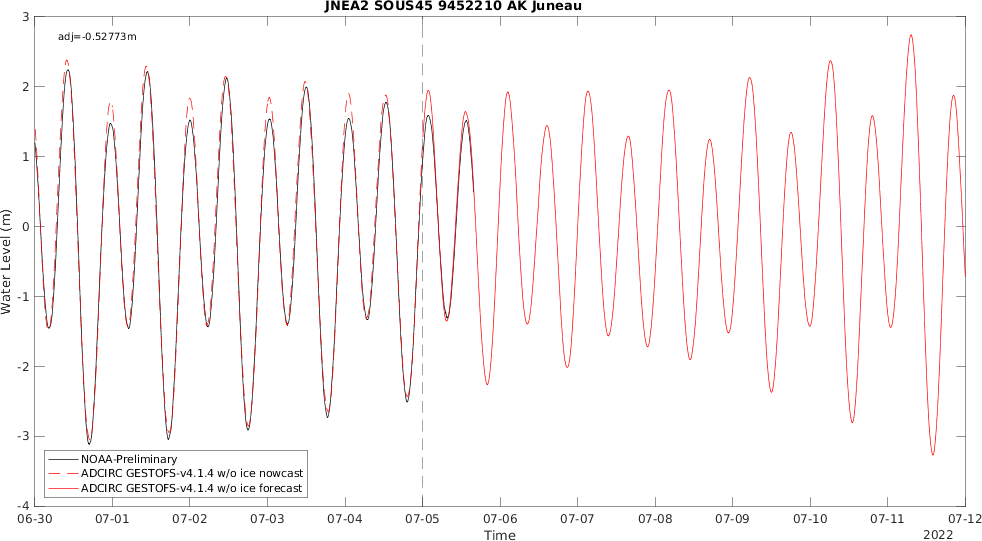 JNEA2 SOUS45 9452210 AK Juneau
adj=-0.52773m
3
2
1
0
-1
-2
-3
-4
Water Level (m)
NOAA-Preliminary
ADCIRC GESTOFS-v4.1.4 w/o ice nowcast
ADCIRC GESTOFS-v4.1.4 w/o ice forecast
06-30 07-01 07-02 07-03 07-04 07-05 07-06 07-07 07-08 07-09 07-10 07-11 07-12
Time
2022